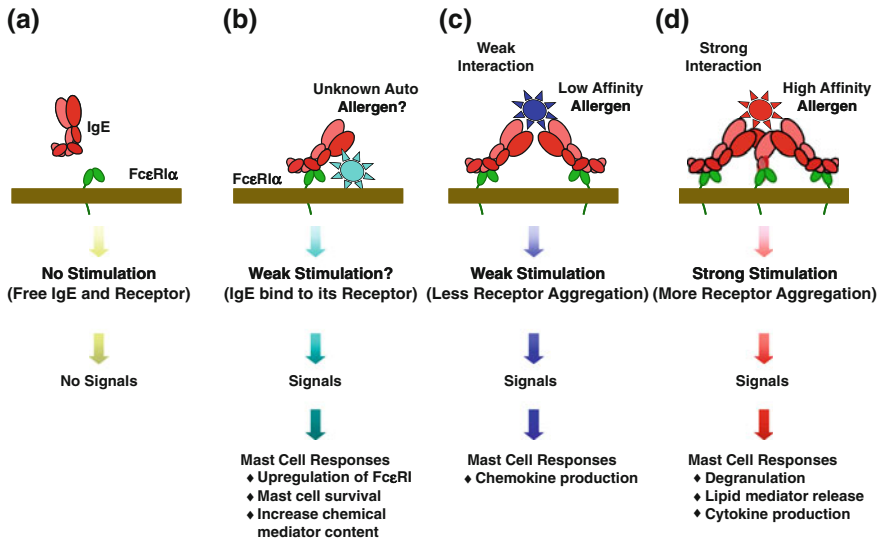 (a)
IgE
FcεRIα
No Stimulation
(Free IgE and Receptor)
No Signals
(b)
Unknown Auto
Allergen?
FcεRIα
Weak Stimulation?
(IgE bind to its Receptor)
Signals
Mast Cell Responses
♦ Upregulation of FcεRI
♦ Mast cell survival
♦ Increase chemical
mediator content
(c)
Weak
Interaction
Low Affinity
Allergen
Weak Stimulation
(Less Receptor Aggregation)
Signals
Mast Cell Responses
♦ Chemokine production
(d)
Strong
Interaction
High Affinity
Allergen
Strong Stimulation
(More Receptor Aggregation)
Signals
Mast Cell Responses
♦ Degranulation
♦ Lipid mediator release
♦ Cytokine production